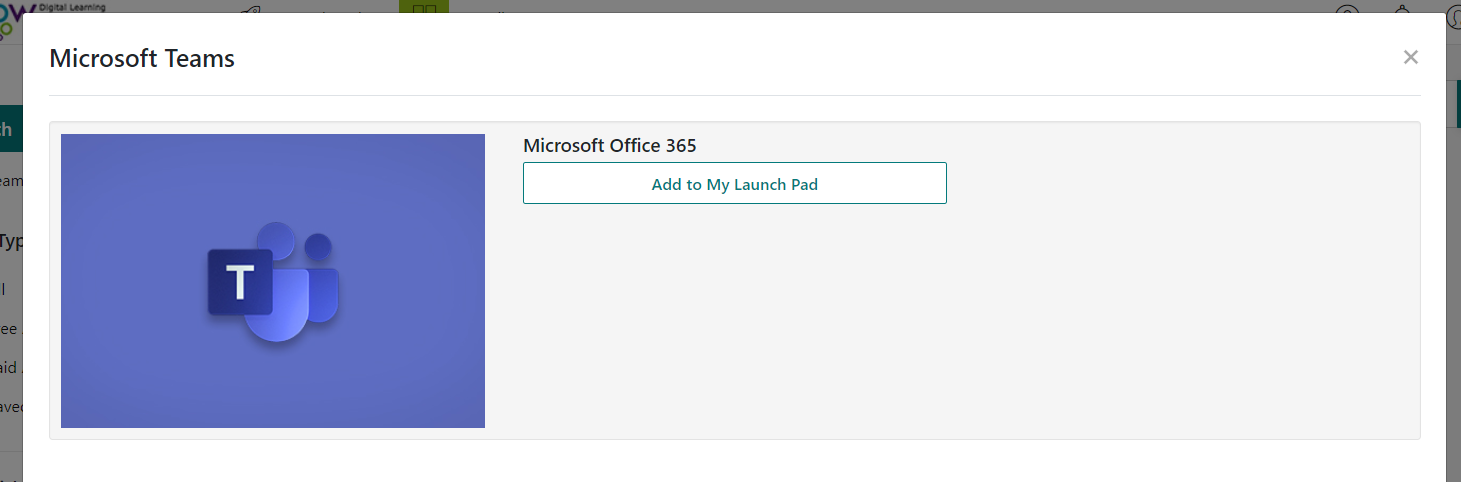 Digital Learning
Microsoft Teams
Microsoft Office 365
Add to My Launch Pad
T